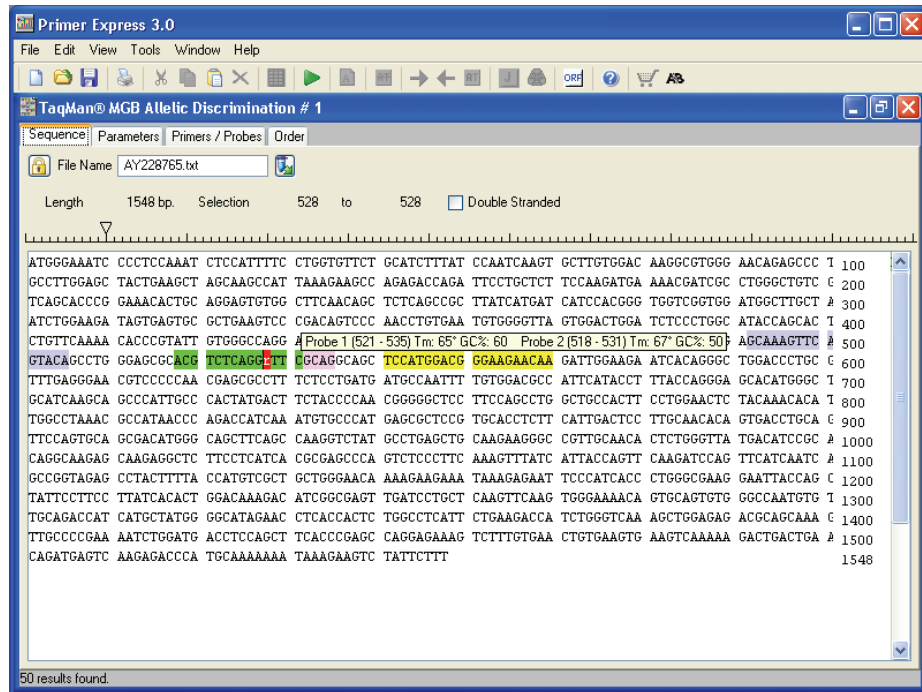 Primer Express 3.0
File Edit View Tools Window Help
ORF
TaqMan® MGB Allelic Discrimination # 1
Sequence Parameters Primers / Probes Order
File Name AY228765.txt
Length 1548 bp. Selection 528 to 528 Double Stranded
ATGGGAAATC CCCTCCAAAT CTCCATTTTC CTGGTGTTCT GCATCTTTAT CCAATCAAGT GCTTGTGGAC AAGGCGTGGG AACAGAGCCC T 100
GCCTTGGAGC TACTGAAGCT AGCAAGCCAT TAAAGAAGCC AGAGACCAGA TTCCTGCTCT TCCAAGATGA AAACGATCGC CTGGGCTGTC G 200
TCAGCACCCG GAAACACTGC AGGAGTGTGG CTTCAACAGC TCTCAGCCGC TTATCATGAT CATCCACGGG TGGTCGGTGG ATGGCTTGCT A 300
ATCTGGAAGA TAGTGAGTGC GCTGAAGTCC CGACAGTCCC AACCTGTGAA TGTGGGGTTA GTGGACTGGA TCTCCCTGGC ATACCAGCAC T 400
CTGTTCAAAA CACCCGTATT GTGGGCCAGG A Probe 1 (521 - 535) Tm: 65° GC%: 60 Probe 2 (518 - 531) Tm: 67° GC%: 50 AGCAAAGTTC A 500
GTACAGCCTG GGAGCGCACG TCTCAGGrTT CGCAGGCAGC TCCATGGACG GGAAGAACAA GATTGGAAGA ATCACAGGGC TGGACCCTGC G 600
TTTGAGGGAA CGTCCCCCAA CGAGCGCCTT TCTCCTGATG ATGCCAATTT TGTGGACGCC ATTCATACCT TTACCAGGGA GCACATGGGC T 700
GCATCAAGCA GCCCATTGCC CACTATGACT TCTACCCCAA CGGGGGCTCC TTCCAGCCTG GCTGCCACTT CCTGGAACTC TACAAACACA T 800
TGGCCTAAAC GCCATAACCC AGACCATCAA ATGTGCCCAT GAGCGCTCCG TGCACCTCTT CATTGACTCC TTGCAACACA GTGACCTGCA G 900
TTCCAGTGCA GCGACATGGG CAGCTTCAGC CAAGGTCTAT GCCTGAGCTG CAAGAAGGGC CGTTGCAACA CTCTGGGTTA TGACATCCGC A 1000
CAGGCAAGAG CAAGAGGCTC TTCCTCATCA CGCGAGCCCA GTCTCCCTTC AAAGTTTATC ATTACCAGTT CAAGATCCAG TTCATCAATC A 1100
GCCGGTAGAG CCTACTTTTA CCATGTCGCT GCTGGGAACA AAAGAAGAAA TAAAGAGAAT TCCCATCACC CTGGGCGAAG GAATTACCAG C 1200
TATTCCTTCC TTATCACACT GGACAAAGAC ATCGGCGAGT TGATCCTGCT CAAGTTCAAG TGGGAAAACA GTGCAGTGTG GGCCAATGTG T 1300
TGCAGACCAT CATGCTATGG GGCATAGAAC CTCACCACTC TGGCCTCATT CTGAAGACCA TCTGGGTCAA AGCTGGAGAG ACGCAGCAAA G 1400
TTGCCCCGAA AATCTGGATG ACCTCCAGCT TCACCCGAG CCAGGAGAAAG TCTTTGTGAA CTGTGAAGTG AAGTCAAAAA GACTGACTGA A 1500
CAGATGAGTC AAGAGACCCA TGCAAAAAAA TAAAGAAGTC TATTCTTT 1548
50 results found.